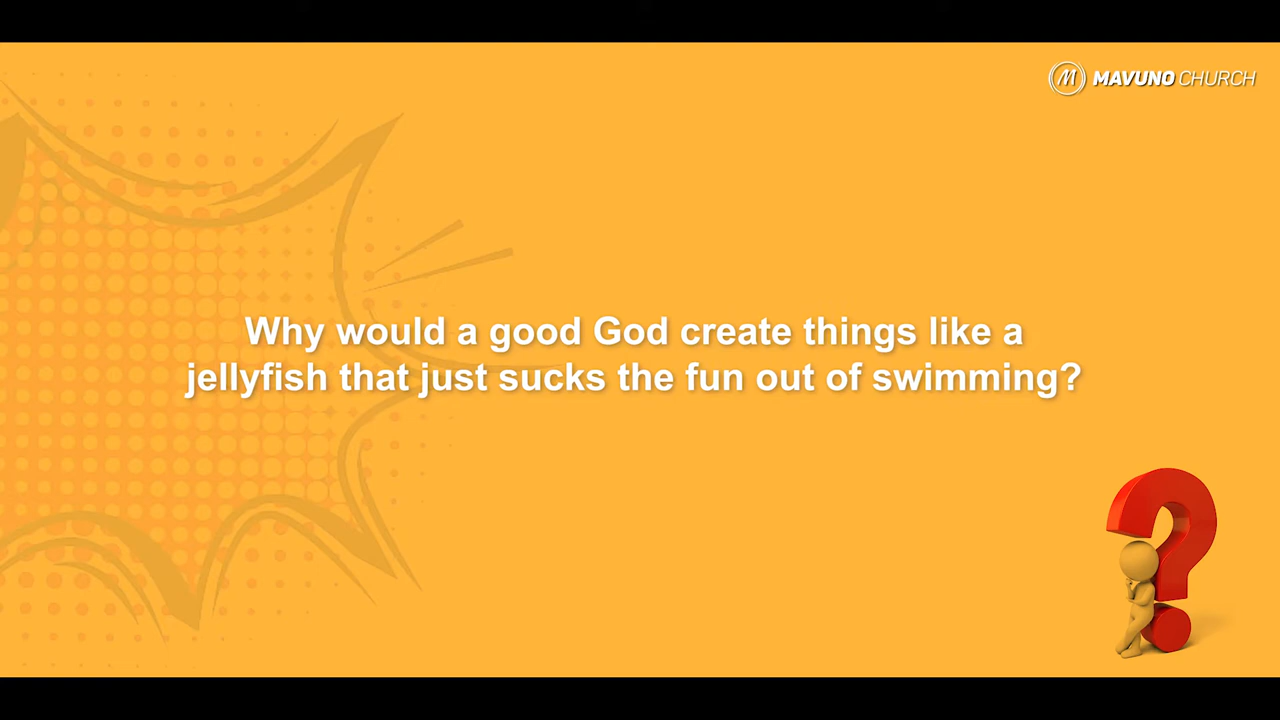 MAVUNO CHURCH
Why would a good God create things like a
jellyfish that just sucks the fun out of swimming?